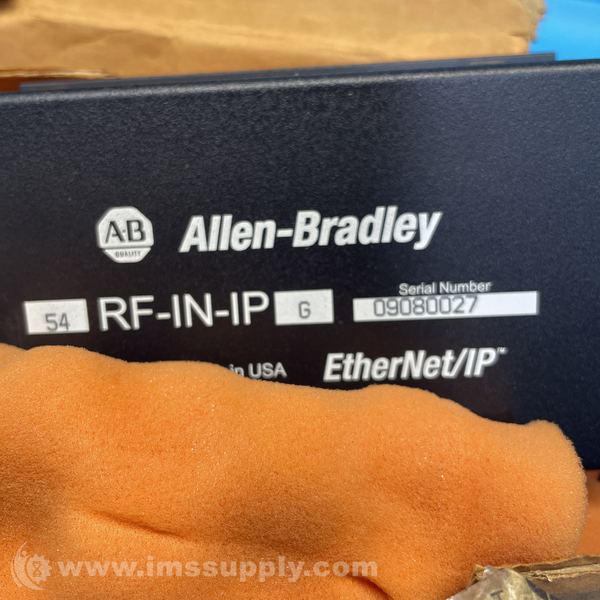 A·B
QUALITY
Allen-Bradley
54 RF-IN-IP G
Serial Number
09080027
in USA
EtherNet/IP™
www.imssupply.com